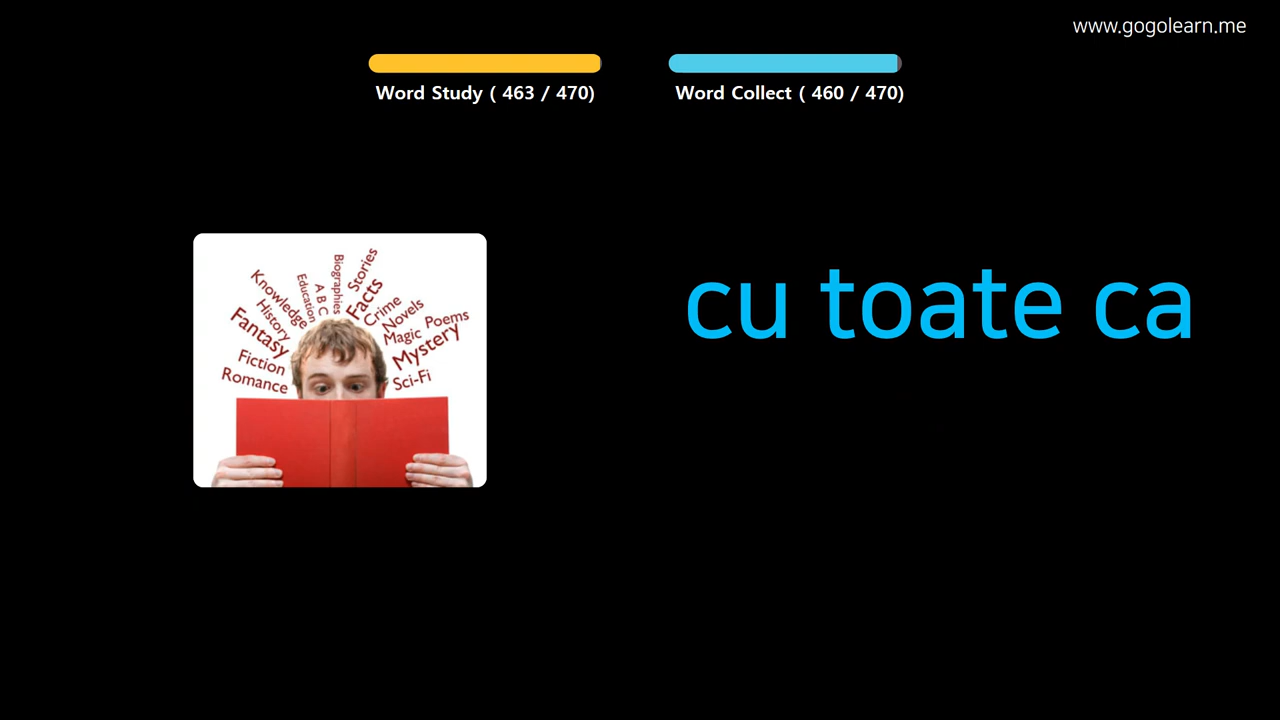 www.gogolearn.me
Word Study ( 463 / 470)
Word Collect ( 460 / 470)
cu toate ca
Knowledge
History
Fantasy
Fiction
Romance
Education
A B C
Biographies
Stories
Facts
Crime
Novels
Magic
Poems
Mystery
Sci-Fi